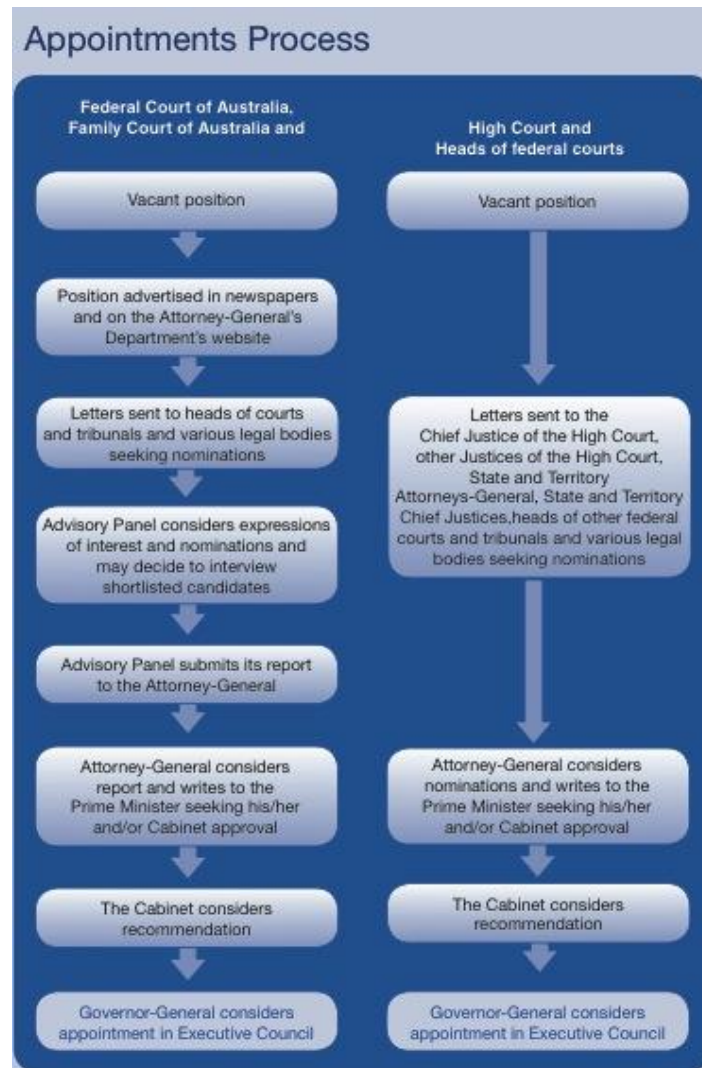 Appointments Process
Federal Court of Australia,
Family Court of Australia and
Vacant position
Position advertised in newspapers
and on the Attorney-General's
Department's website
Letters sent to heads of courts
and tribunals and various legal bodies
seeking nominations
Advisory Panel considers expressions
of interest and nominations and
may decide to interview
shortlisted candidates
Advisory Panel submits its report
to the Attorney-General
Attorney-General considers
report and writes to the
Prime Minister seeking his/her
and/or Cabinet approval
The Cabinet considers
recommendation
Governor-General considers
appointment in Executive Council
High Court and
Heads of federal courts
Vacant position
Letters sent to the
Chief Justice of the High Court,
other Justices of the High Court,
State and Territory
Attorneys-General, State and Territory
Chief Justices,heads of other federal
courts and tribunals and various legal
bodies seeking nominations
Attorney-General considers
nominations and writes to the
Prime Minister seeking his/her
and/or Cabinet approval
The Cabinet considers
recommendation
Governor-General considers
appointment in Executive Council